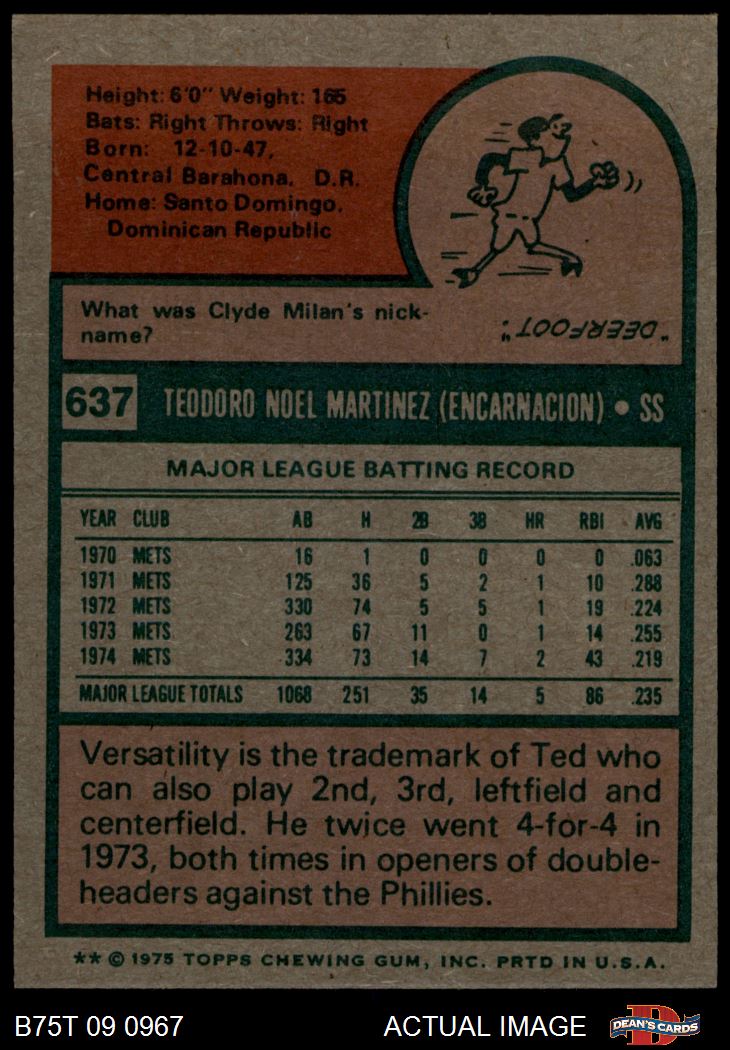 Height: 6'0" Weight: 165
Bats: Right Throws: Right
Born: 12-10-47,
Central Barahona, D.R.
Home: Santo Domingo,
Dominican Republic
What was Clyde Milan's nick-
name?
"DEERFOOT."
637 TEODORO NOEL MARTINEZ (ENCARNACION) • SS
MAJOR LEAGUE BATTING RECORD
YEAR CLUB AB H 2B 3B HR RBI AVG
1970 METS 16 1 0 0 0 0 .063
1971 METS 125 36 5 2 1 10 .288
1972 METS 330 74 5 5 1 19 .224
1973 METS 263 67 11 0 1 14 .255
1974 METS 334 73 14 7 2 43 .219
MAJOR LEAGUE TOTALS 1068 251 35 14 5 86 .235
Versatility is the trademark of Ted who
can also play 2nd, 3rd, leftfield and
centerfield. He twice went 4-for-4 in
1973, both times in openers of double-
headers against the Phillies.
** © 1975 TOPPS CHEWING GUM, INC. PRTD IN U.S.A.
B75T 09 0967 ACTUAL IMAGE DEAN'S CARDS